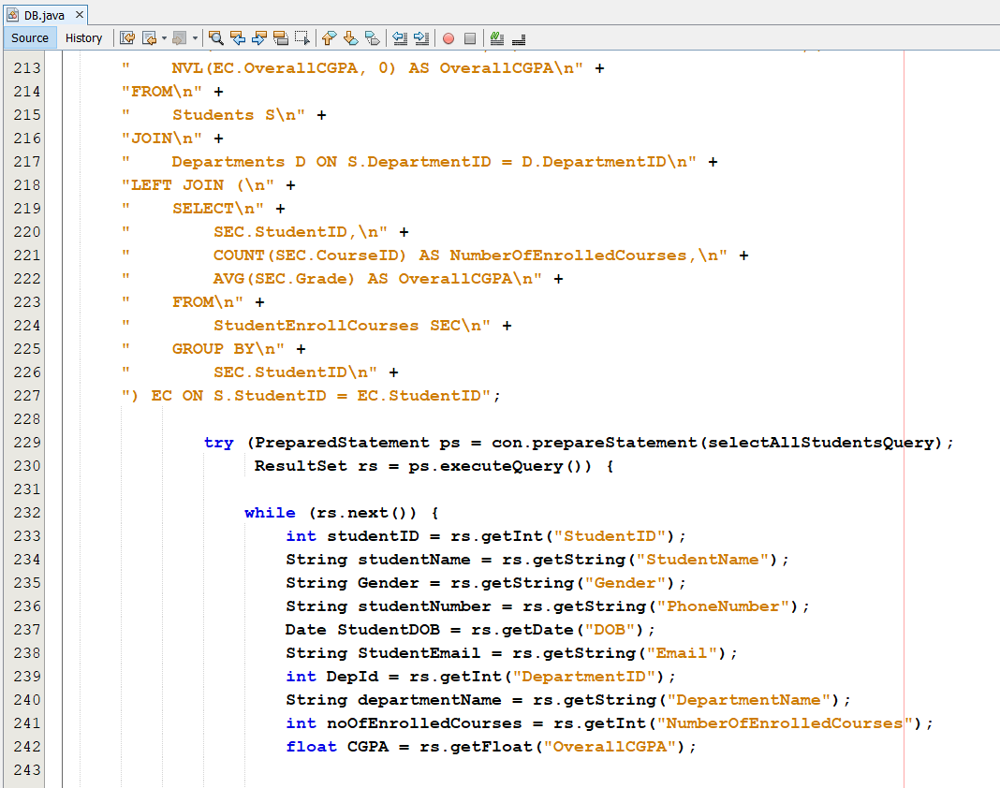 DB.java
Source History
213 "    NVL(EC.OverallCGPA, 0) AS OverallCGPA\n" +
214 "FROM\n" +
215 "    Students S\n" +
216 "JOIN\n" +
217 "    Departments D ON S.DepartmentID = D.DepartmentID\n" +
218 "LEFT JOIN (\n" +
219 "    SELECT\n" +
220 "        SEC.StudentID,\n" +
221 "        COUNT(SEC.CourseID) AS NumberOfEnrolledCourses,\n" +
222 "        AVG(SEC.Grade) AS OverallCGPA\n" +
223 "    FROM\n" +
224 "        StudentEnrollCourses SEC\n" +
225 "    GROUP BY\n" +
226 "        SEC.StudentID\n" +
227 ") EC ON S.StudentID = EC.StudentID";
228
229 try (PreparedStatement ps = con.prepareStatement(selectAllStudentsQuery);
230 ResultSet rs = ps.executeQuery()) {
231
232 while (rs.next()) {
233 int studentID = rs.getInt("StudentID");
234 String studentName = rs.getString("StudentName");
235 String Gender = rs.getString("Gender");
236 String studentNumber = rs.getString("PhoneNumber");
237 Date StudentDOB = rs.getDate("DOB");
238 String StudentEmail = rs.getString("Email");
239 int DepId = rs.getInt("DepartmentID");
240 String departmentName = rs.getString("DepartmentName");
241 int noOfEnrolledCourses = rs.getInt("NumberOfEnrolledCourses");
242 float CGPA = rs.getFloat("OverallCGPA");
243